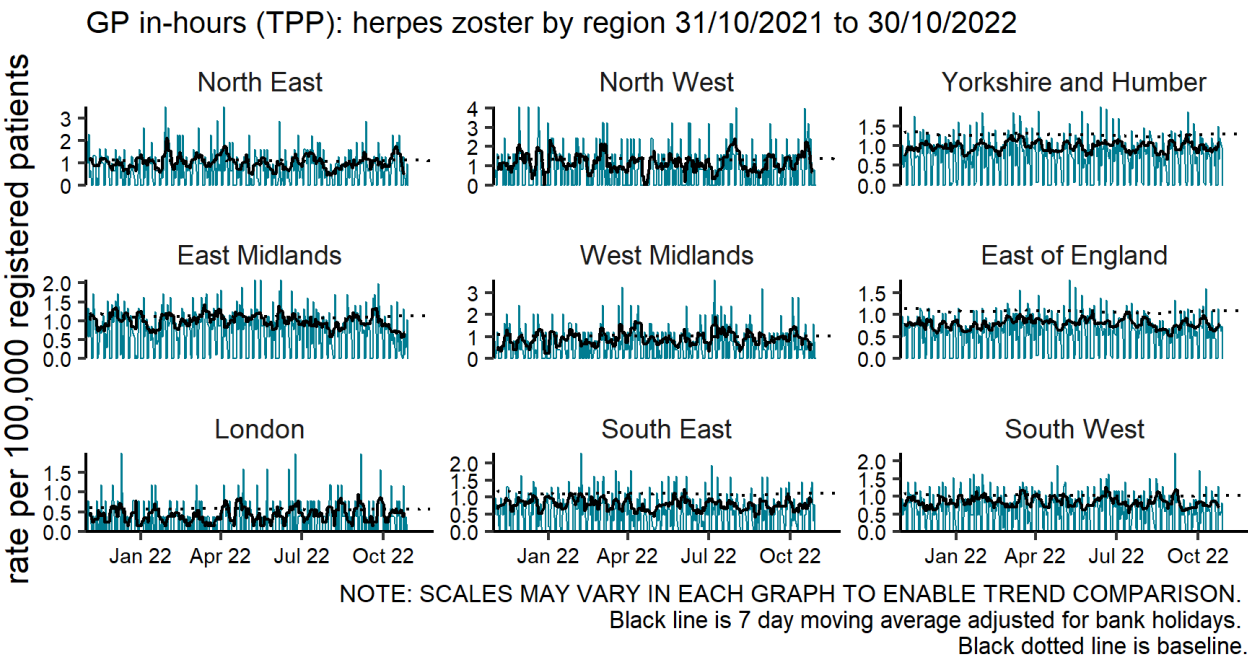 GP in-hours (TPP): herpes zoster by region 31/10/2021 to 30/10/2022
rate per 100,000 registered patients
North East
3
2
1
0
North West
4
3
2
1
0
Yorkshire and Humber
1.5
1.0
0.5
0.0
East Midlands
2.0
1.5
1.0
0.5
0.0
West Midlands
3
2
1
0
East of England
1.5
1.0
0.5
0.0
London
1.5
1.0
0.5
0.0
South East
2.0
1.5
1.0
0.5
0.0
South West
2.0
1.5
1.0
0.5
0.0
Jan 22 Apr 22 Jul 22 Oct 22
Jan 22 Apr 22 Jul 22 Oct 22
Jan 22 Apr 22 Jul 22 Oct 22
NOTE: SCALES MAY VARY IN EACH GRAPH TO ENABLE TREND COMPARISON.
Black line is 7 day moving average adjusted for bank holidays.
Black dotted line is baseline.